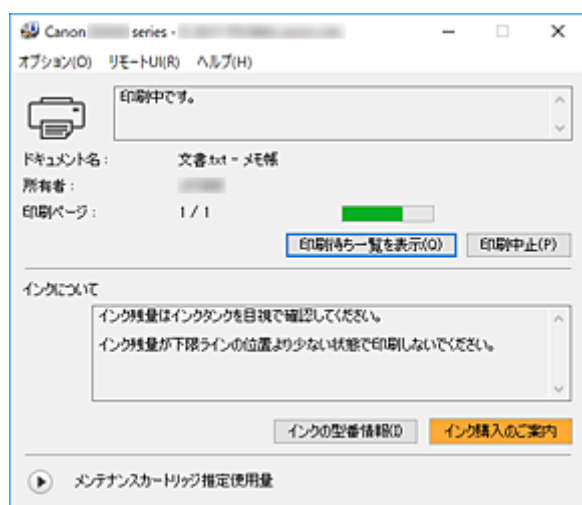 Canon series -
オプション(O) リモートUI(R) ヘルプ(H)
印刷中です。
ドキュメント名: 文書.txt - メモ帳
所有者:
印刷ページ: 1 / 1
印刷待ち一覧を表示(Q) 印刷中止(P)
インクについて
インク残量はインクタンクを目視で確認してください。
インク残量が下限ラインの位置より少ない状態で印刷しないでください。
インクの型番情報(I) インク購入のご案内
メンテナンスカートリッジ指定使用量